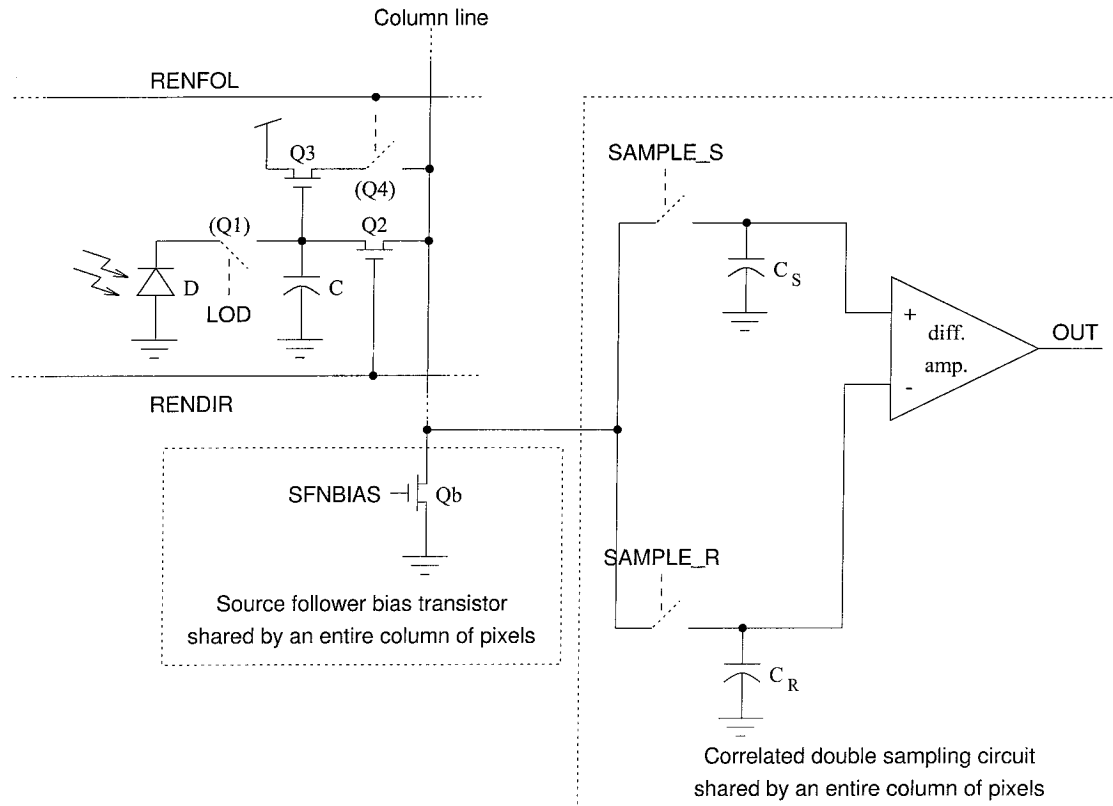 Column line
RENFOL
Q3
(Q4)
(Q1)
Q2
D
LOD
C
RENDIR
SFNBIAS
Qb
Source follower bias transistor
shared by an entire column of pixels
SAMPLE_S
C S
+
diff.
amp.
-
OUT
SAMPLE_R
C R
Correlated double sampling circuit
shared by an entire column of pixels